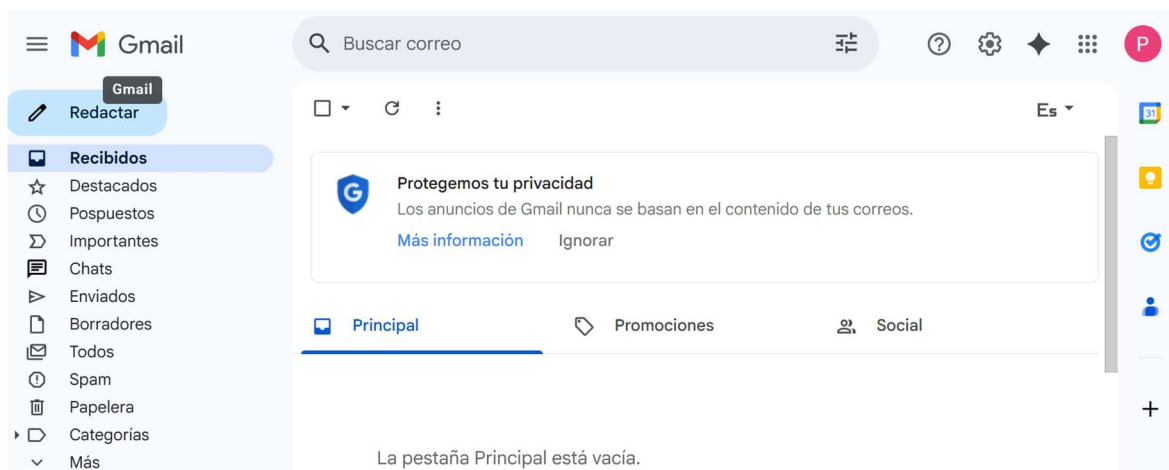 Gmail
Buscar correo
P
Gmail
Redactar
Es
31
Recibidos
Destacados
Pospuestos
Importantes
Chats
Enviados
Borradores
Todos
Spam
Papelera
Categorías
Más
G
Protegemos tu privacidad
Los anuncios de Gmail nunca se basan en el contenido de tus correos.
Más información Ignorar
Principal Promociones Social
La pestaña Principal está vacía.